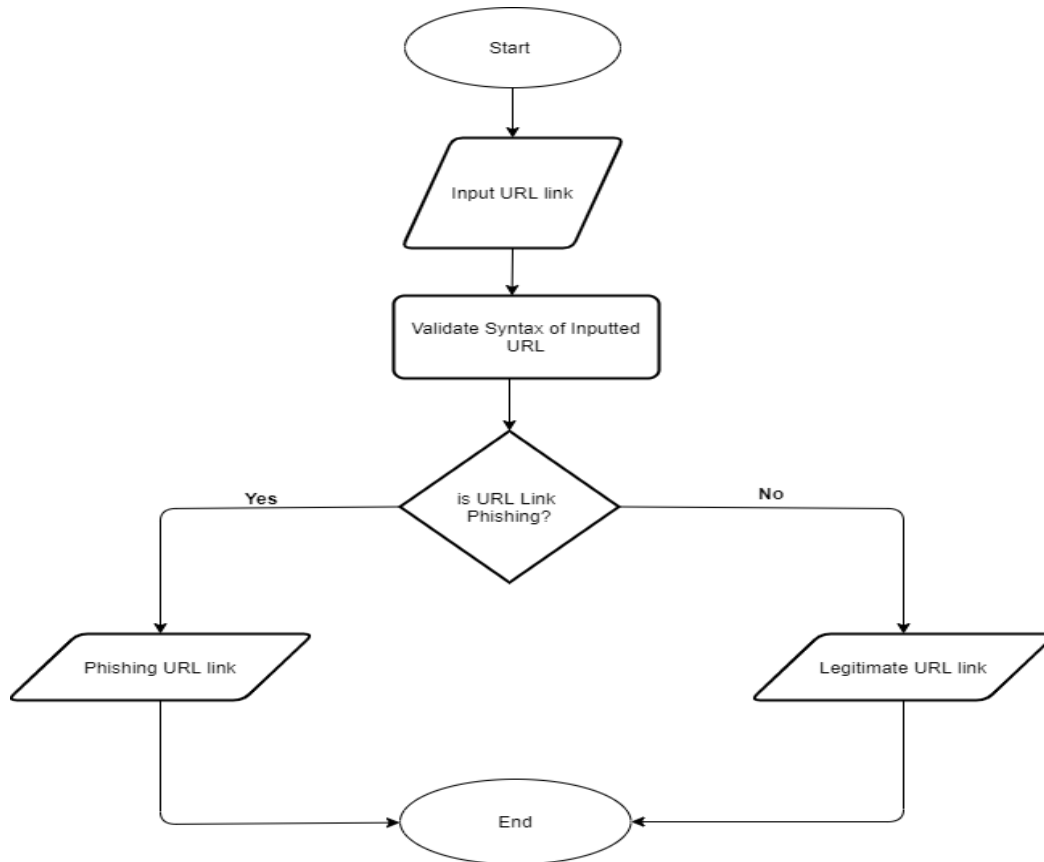 Start
Input URL link
Validate Syntax of Inputted
URL
is URL Link
Phishing?
Yes
No
Phishing URL link
Legitimate URL link
End